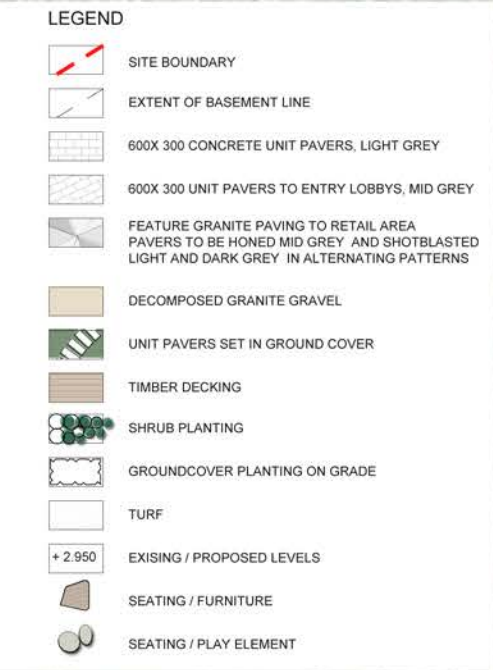 LEGEND
SITE BOUNDARY
EXTENT OF BASEMENT LINE
600X 300 CONCRETE UNIT PAVERS, LIGHT GREY
600X 300 UNIT PAVERS TO ENTRY LOBBYS, MID GREY
FEATURE GRANITE PAVING TO RETAIL AREA
PAVERS TO BE HONED MID GREY AND SHOTBLASTED
LIGHT AND DARK GREY IN ALTERNATING PATTERNS
DECOMPOSED GRANITE GRAVEL
UNIT PAVERS SET IN GROUND COVER
TIMBER DECKING
SHRUB PLANTING
GROUNDCOVER PLANTING ON GRADE
TURF
+ 2.950 EXISING / PROPOSED LEVELS
SEATING / FURNITURE
SEATING / PLAY ELEMENT